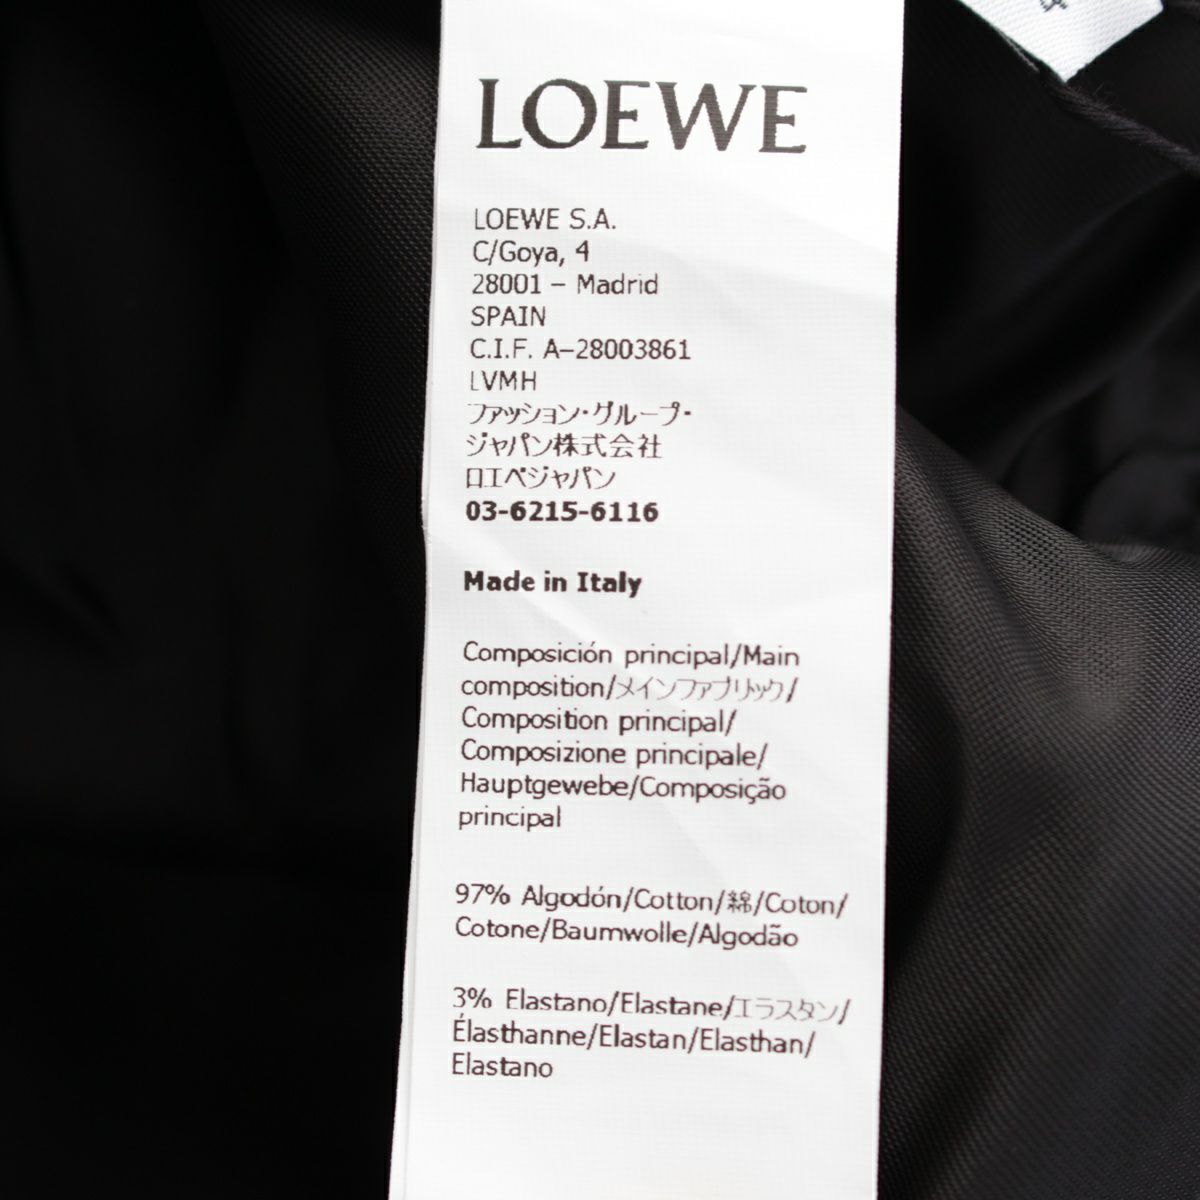 LOEWE
LOEWE S.A.
C/Goya, 4
28001 – Madrid
SPAIN
C.I.F. A–28003861
LVMH
ファッション・グループ・
ジャパン株式会社
ロエベジャパン
03-6215-6116
Made in Italy
Composición principal/Main
composition/メインファブリック/
Composition principal/
Composizione principale/
Hauptgewebe/Composição
principal
97% Algodón/Cotton/綿/Coton/
Cotone/Baumwolle/Algodão
3% Elastano/Elastane/エラスタン/
Élasthanne/Elastan/Elasthan/
Elastano